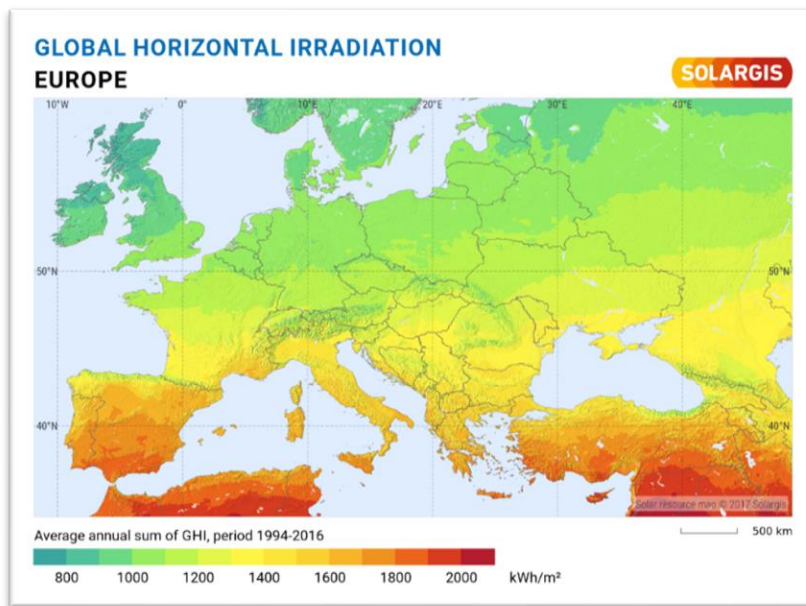 GLOBAL HORIZONTAL IRRADIATION
EUROPE
SOLARGIS
10°W 0° 10°E 20°E 30°E 40°E
50°N 50°N
40°N 40°N
Solar resource map © 2017 Solargis
Average annual sum of GHI, period 1994-2016
500 km
800 1000 1200 1400 1600 1800 2000 kWh/m²